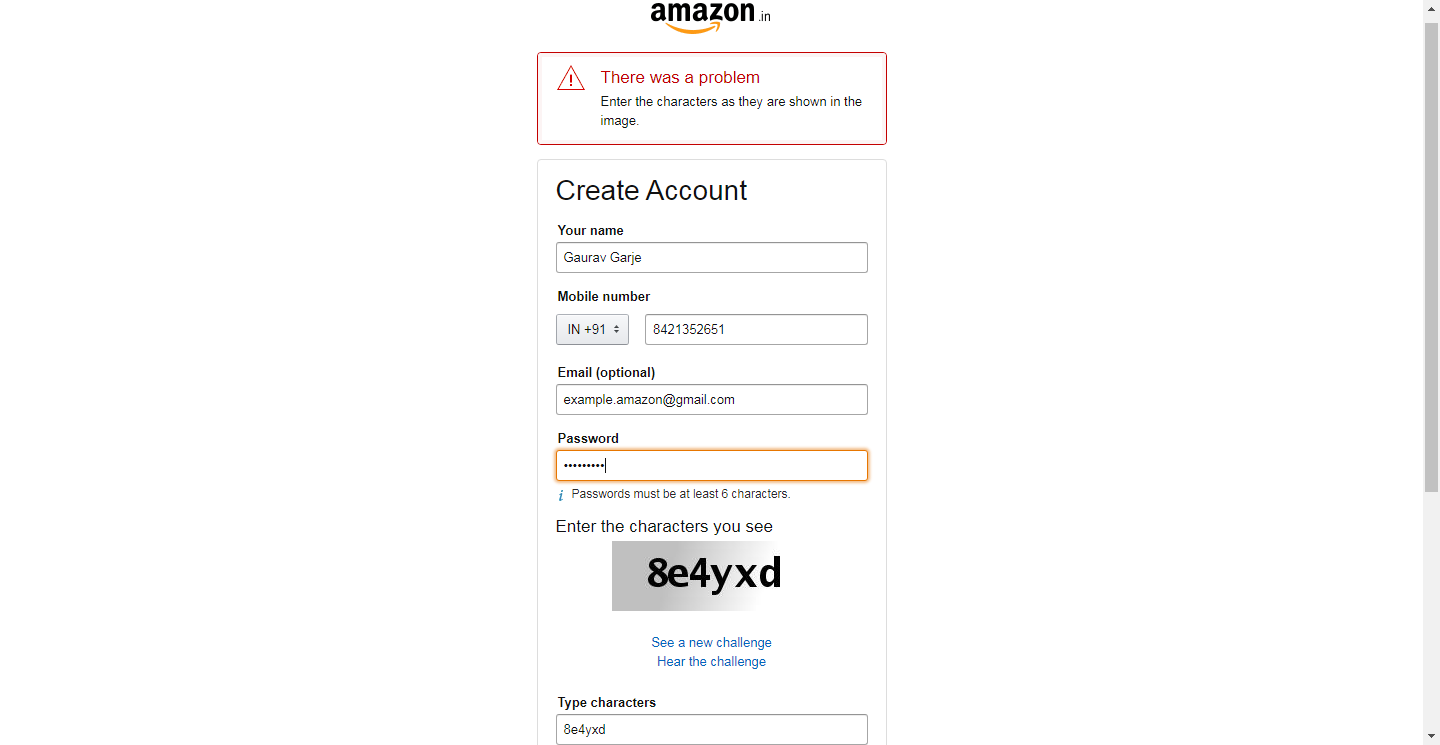 amazon.in
There was a problem
Enter the characters as they are shown in the
image.
Create Account
Your name
Gaurav Garje
Mobile number
IN +91
8421352651
Email (optional)
example.amazon@gmail.com
Password
•••••••••
i Passwords must be at least 6 characters.
Enter the characters you see
8e4yxd
See a new challenge
Hear the challenge
Type characters
8e4yxd